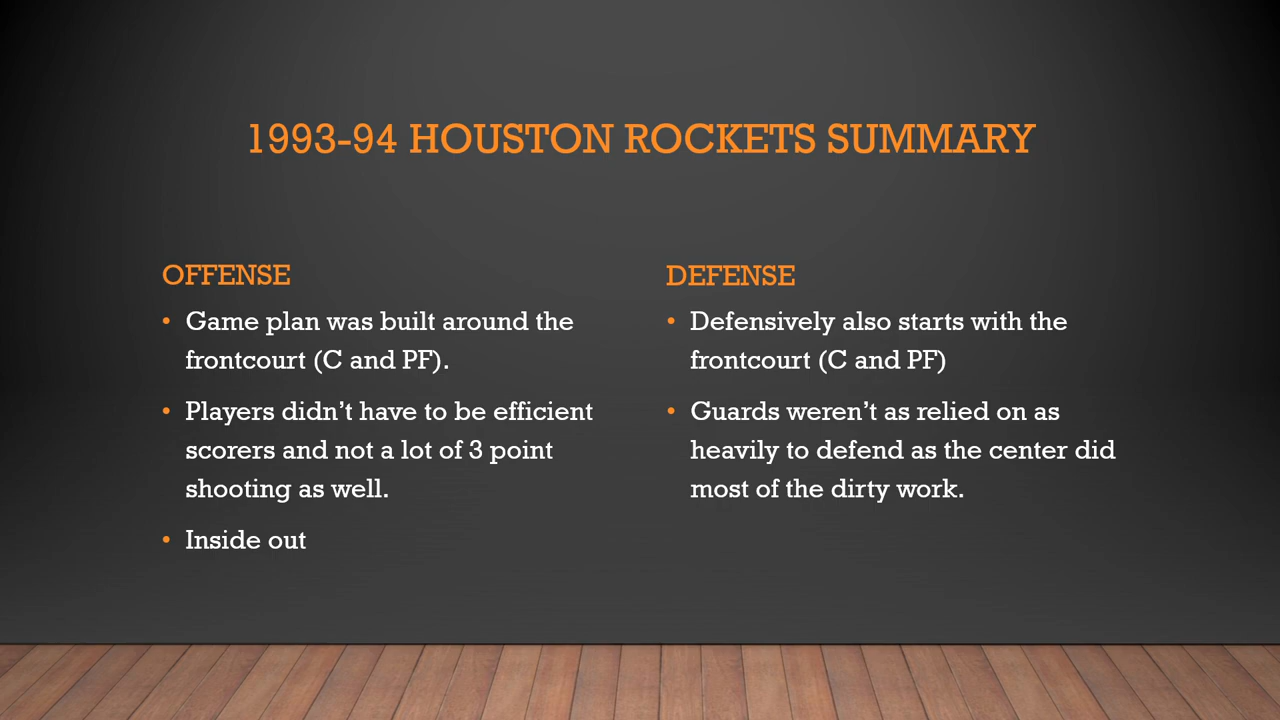 1993-94 HOUSTON ROCKETS SUMMARY
OFFENSE
• Game plan was built around the
frontcourt (C and PF).
• Players didn’t have to be efficient
scorers and not a lot of 3 point
shooting as well.
• Inside out
DEFENSE
• Defensively also starts with the
frontcourt (C and PF)
• Guards weren’t as relied on as
heavily to defend as the center did
most of the dirty work.